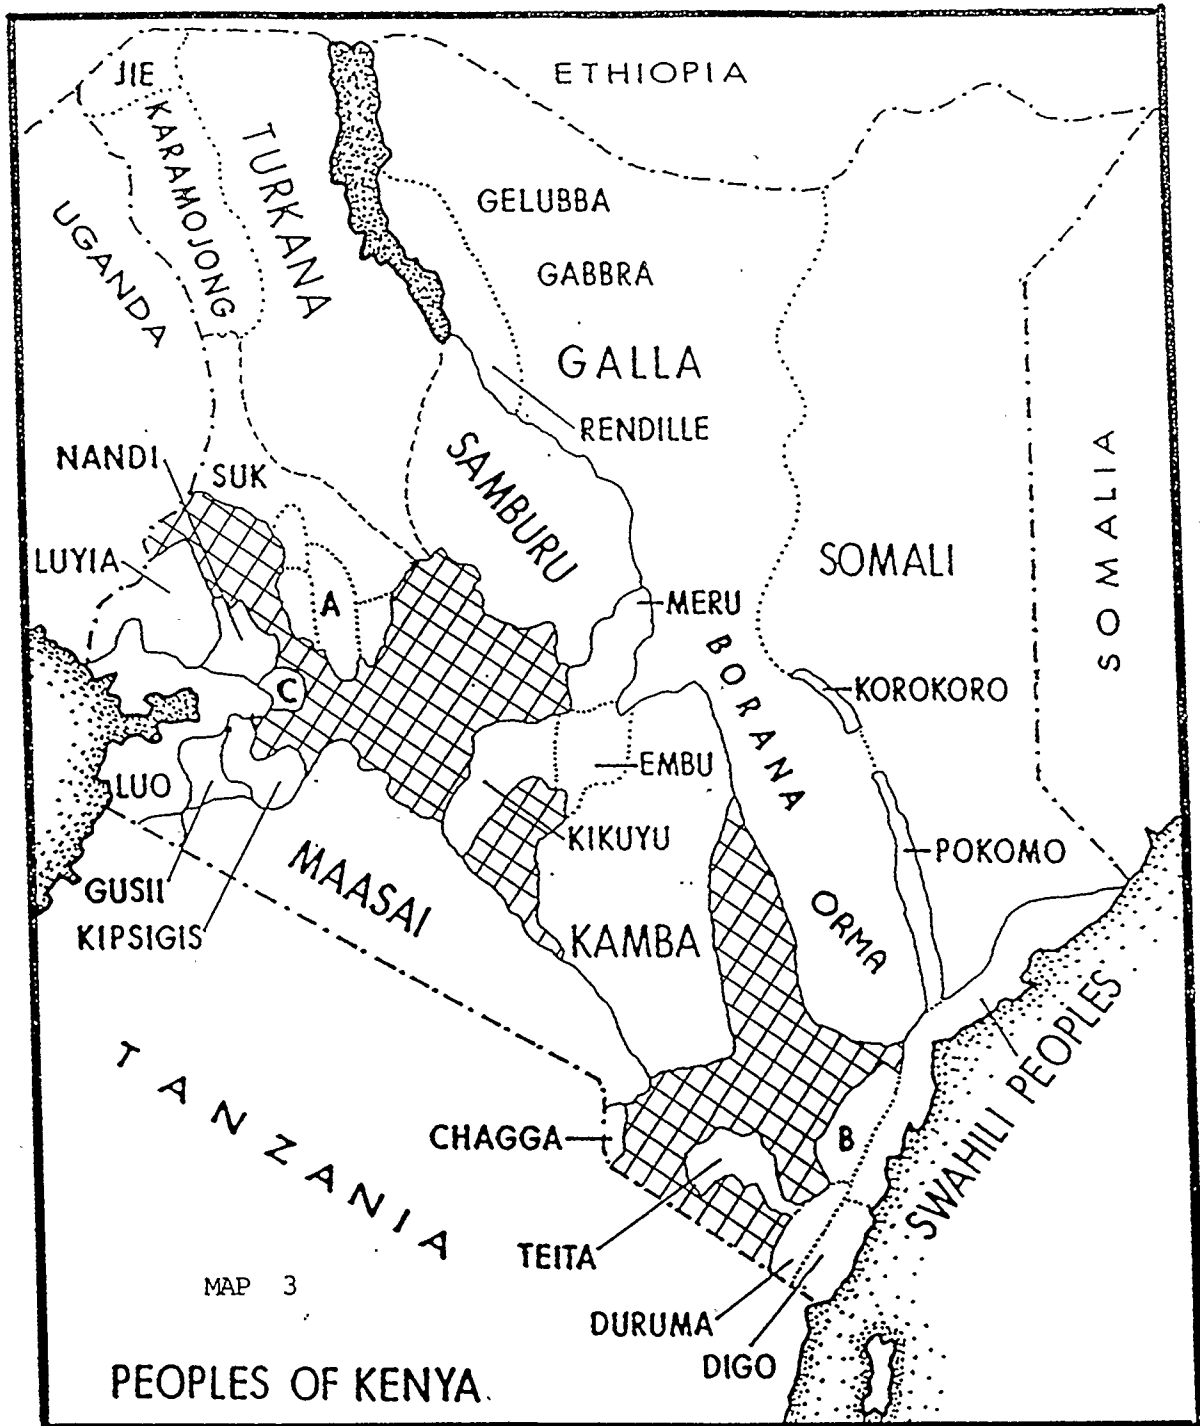 ETHIOPIA
JIE
KARAMOJONG
TURKANA
UGANDA
GELUBBA
GABBRA
GALLA
RENDILLE
NANDI
SUK
SAMBURU
SOMALIA
LUYIA
SOMALI
A
MERU
BORANA
C
KOROKORO
LUO
EMBU
KIKUYU
POKOMO
MAASAI
GUSII
KIPSIGIS
KAMBA
ORMA
SWAHILI PEOPLES
TANZANIA
CHAGGA
B
TEITA
MAP 3
DURUMA
DIGO
PEOPLES OF KENYA.